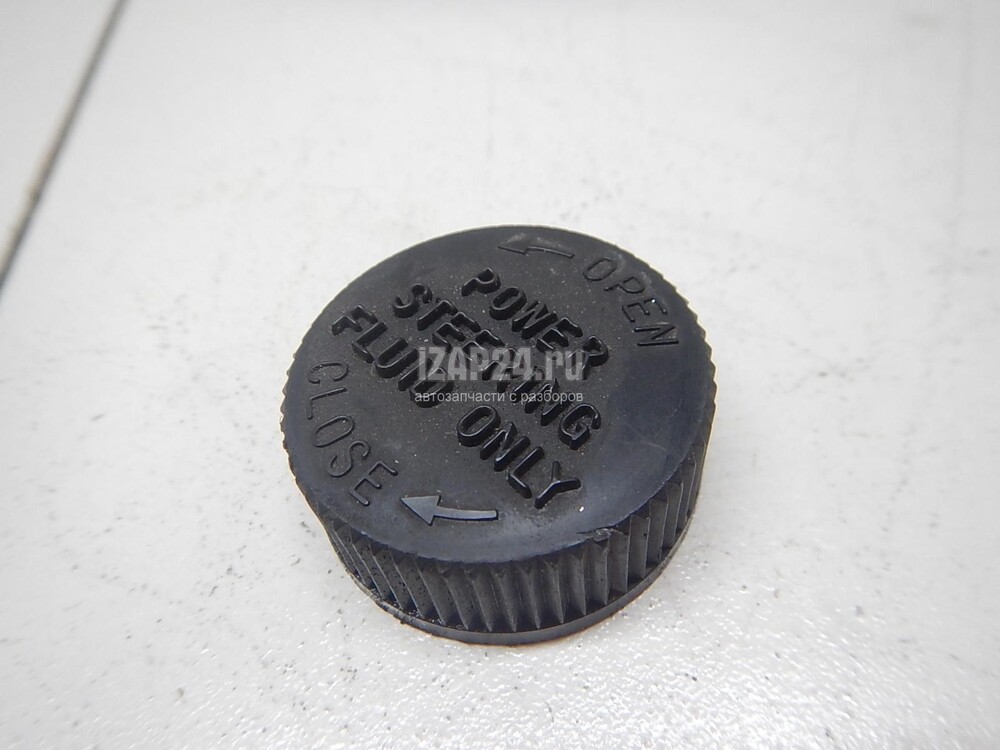 OPEN
POWER
STEERING
FLUID ONLY
CLOSE
iZAP24.ru
автозапчасти с разборов